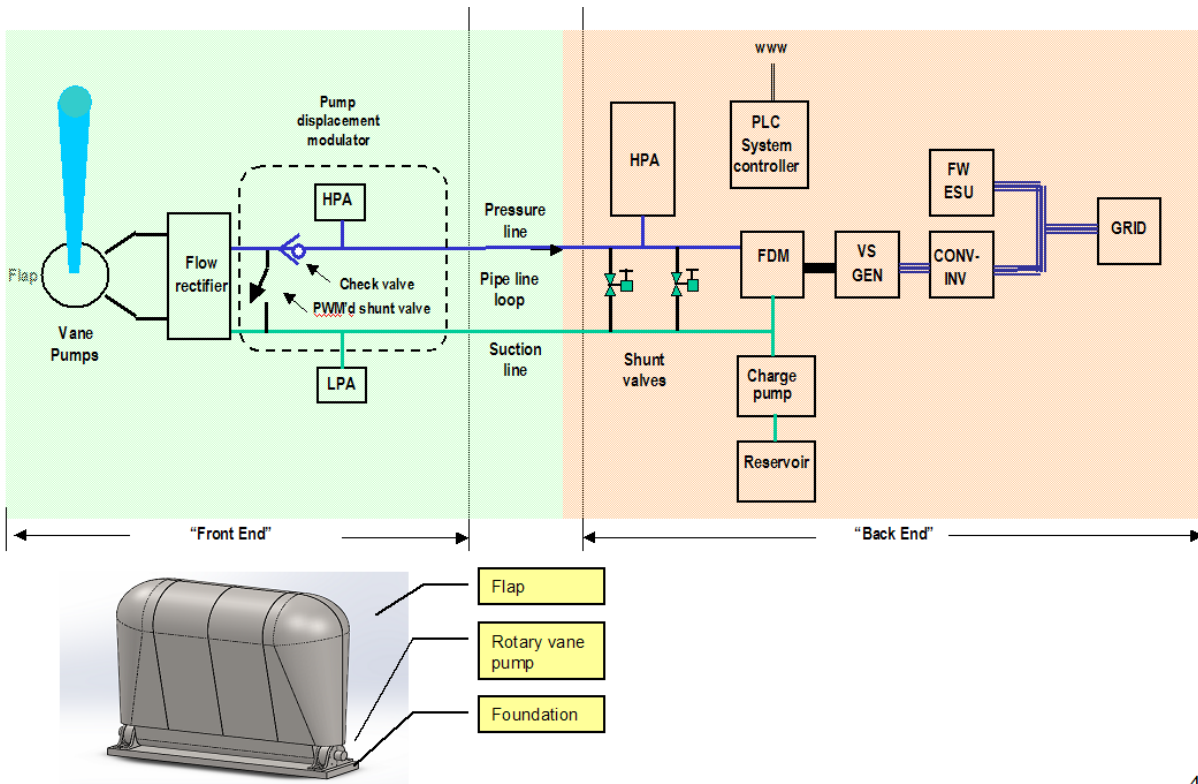 www
Pump
displacement
modulator
PLC
System
controller
HPA
FW
ESU
HPA
GRID
Pressure
line
Flow
rectifier
FDM
VS
GEN
CONV-
INV
Flap
Check valve
PWM'd shunt valve
Pipe line
loop
Vane
Pumps
Suction
line
Shunt
valves
LPA
Charge
pump
Reservoir
“Front End”
“Back End”
Flap
Rotary vane
pump
Foundation